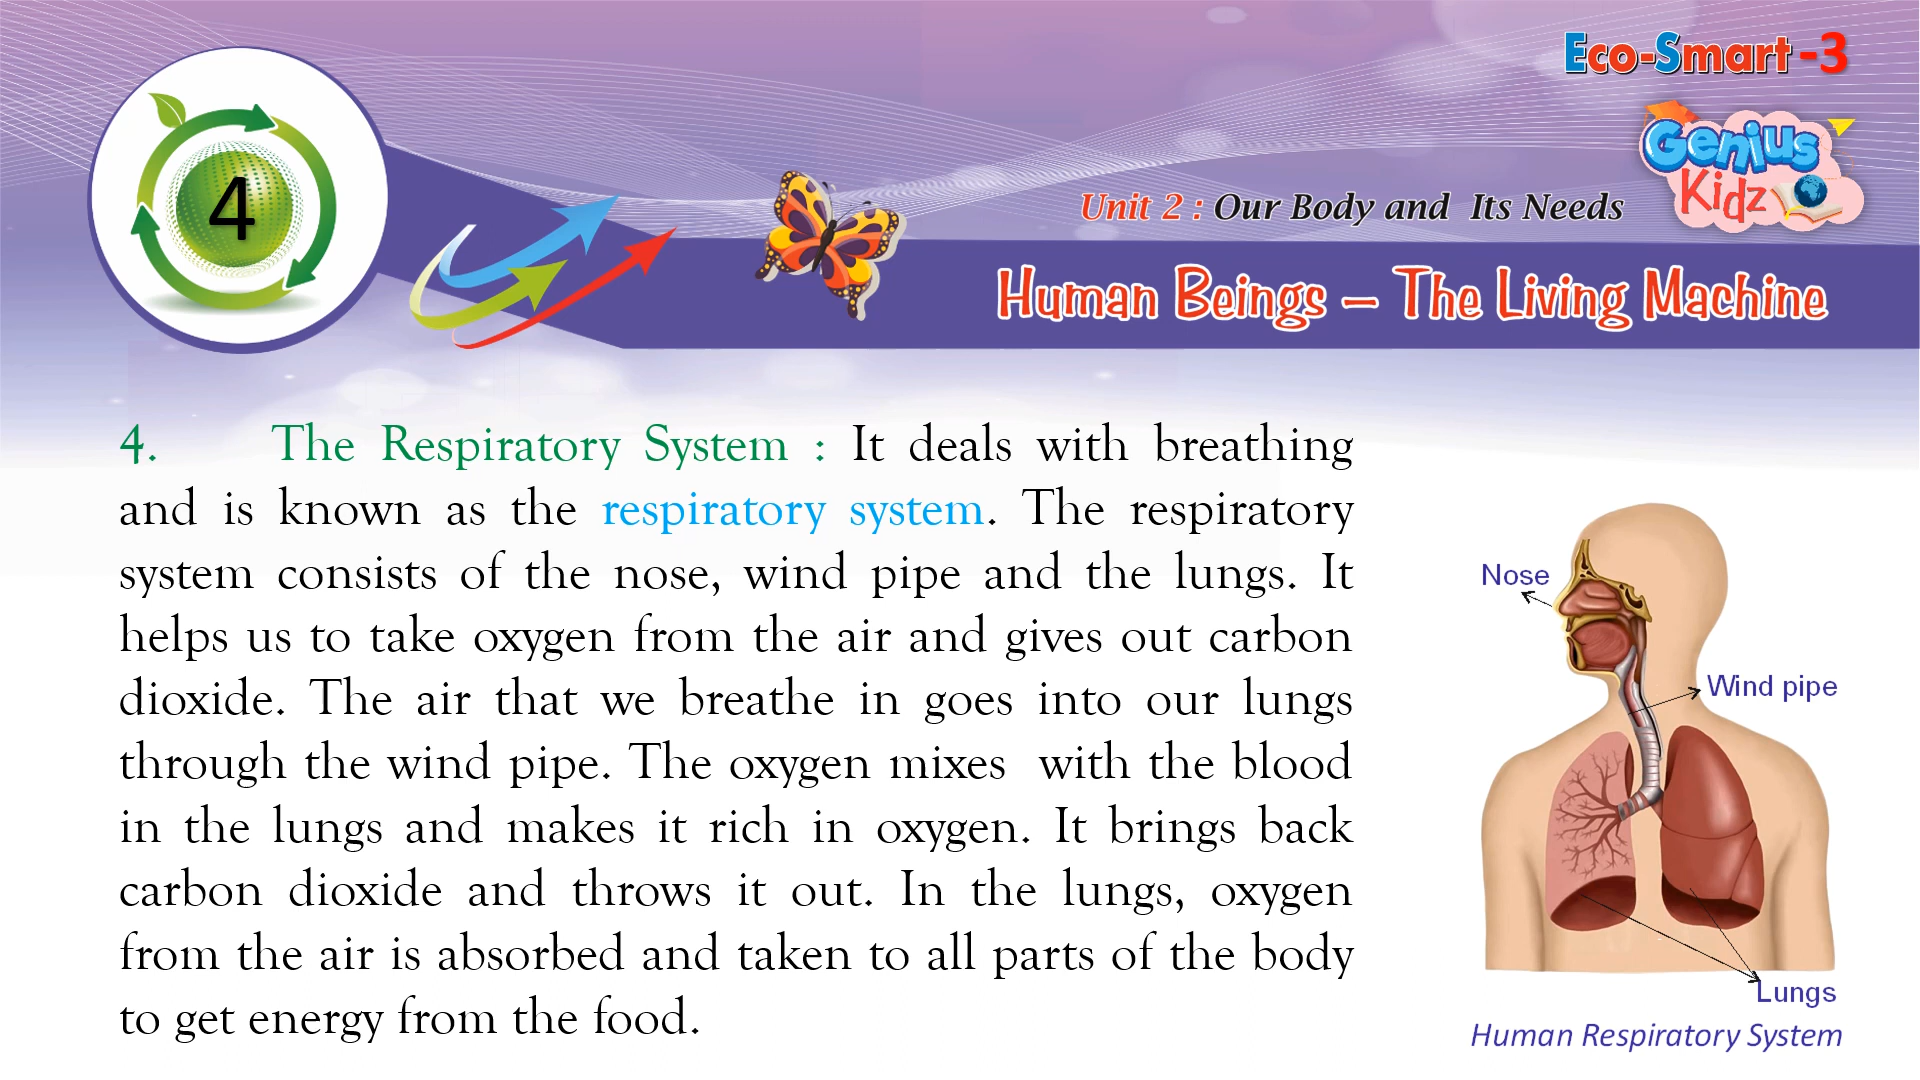 Eco-Smart-3
Genius
Kidz
4
Unit 2 : Our Body and Its Needs
Human Beings – The Living Machine
4. The Respiratory System : It deals with breathing
and is known as the respiratory system. The respiratory
system consists of the nose, wind pipe and the lungs. It
helps us to take oxygen from the air and gives out carbon
dioxide. The air that we breathe in goes into our lungs
through the wind pipe. The oxygen mixes with the blood
in the lungs and makes it rich in oxygen. It brings back
carbon dioxide and throws it out. In the lungs, oxygen
from the air is absorbed and taken to all parts of the body
to get energy from the food.
Nose
Wind pipe
Lungs
Human Respiratory System